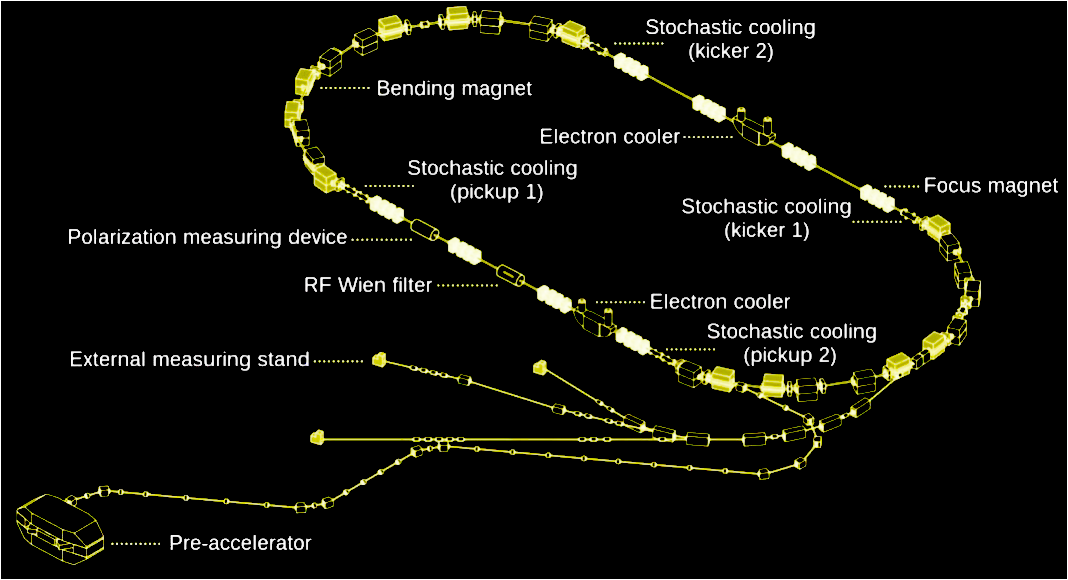 Stochastic cooling
(kicker 2)
Bending magnet
Electron cooler
Stochastic cooling
(pickup 1)
Focus magnet
Stochastic cooling
(kicker 1)
Polarization measuring device
RF Wien filter
Electron cooler
Stochastic cooling
(pickup 2)
External measuring stand
Pre-accelerator